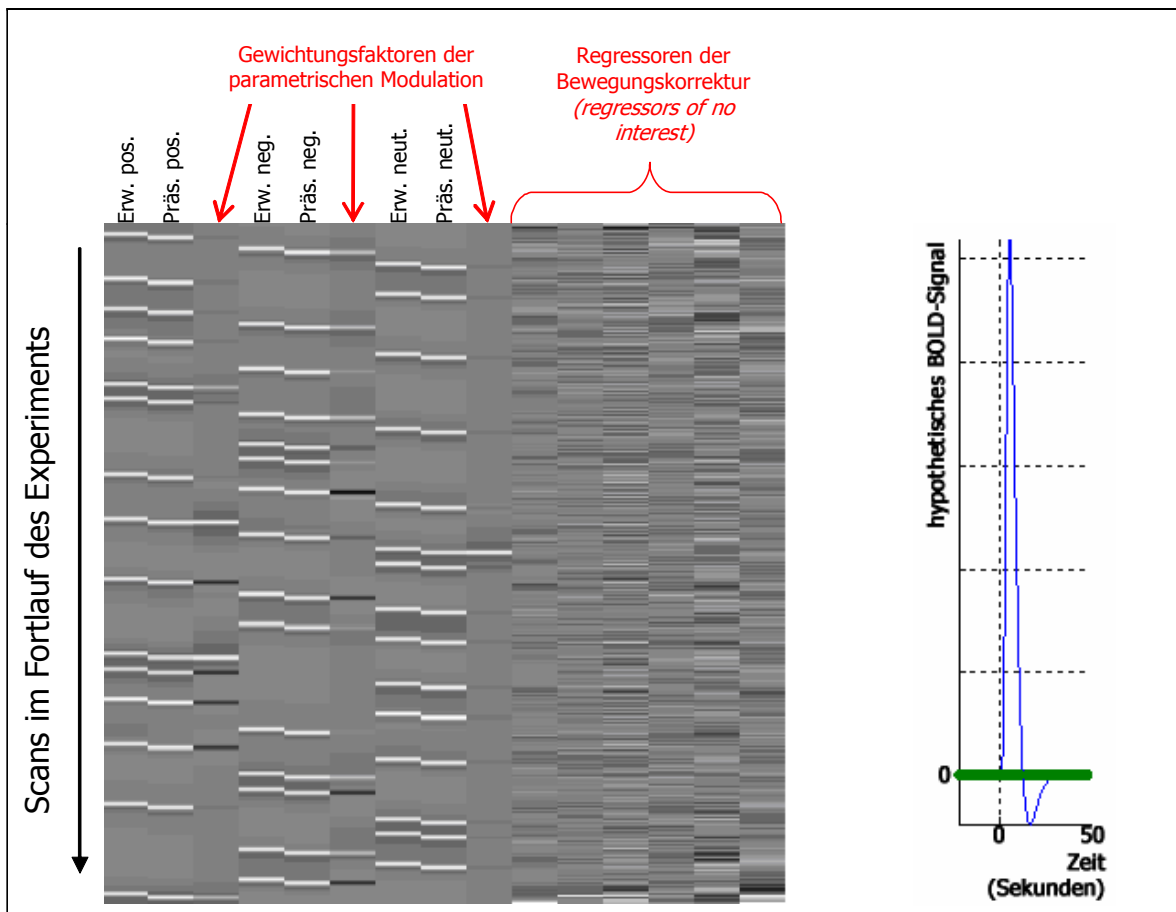 Gewichtungsfaktoren der
parametrischen Modulation
Regressoren der
Bewegungskorrektur
(regressors of no
interest)
Erw. pos.
Präs. pos.
Erw. neg.
Präs. neg.
Erw. neut.
Präs. neut.
Scans im Fortlauf des Experiments
hypothetisches BOLD-Signal
0
0 50
Zeit
(Sekunden)